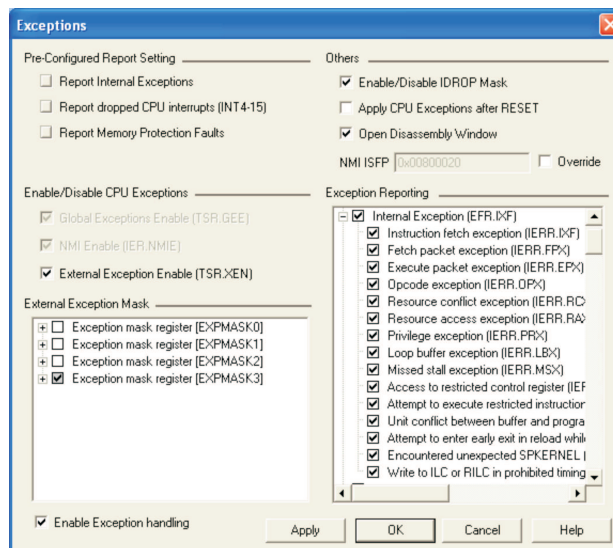 Exceptions
Pre-Configured Report Setting
Report Internal Exceptions
Report dropped CPU interrupts (INT4-15)
Report Memory Protection Faults
Others
Enable/Disable IDROP Mask
Apply CPU Exceptions after RESET
Open Disassembly Window
NMI ISFP 0x00800020 Override
Enable/Disable CPU Exceptions
Global Exceptions Enable (TSR.GEE)
NMI Enable (IER.NMIE)
External Exception Enable (TSR.XEN)
External Exception Mask
Exception mask register [EXPMASK0]
Exception mask register [EXPMASK1]
Exception mask register [EXPMASK2]
Exception mask register [EXPMASK3]
Exception Reporting
Internal Exception (EFR.IXF)
Instruction fetch exception (IERR.IXF)
Fetch packet exception (IERR.FPX)
Execute packet exception (IERR.EPX)
Opcode exception (IERR.OPX)
Resource conflict exception (IERR.RCX
Resource access exception (IERR.RAX
Privilege exception (IERR.PRX)
Loop buffer exception (IERR.LBX)
Missed stall exception (IERR.MSX)
Access to restricted control register (IEF
Attempt to execute restricted instruction
Unit conflict between buffer and progra
Attempt to enter early exit in reload whil
Encountered unexpected SPKERNEL (
Write to ILC or RILC in prohibited timing
Enable Exception handling
Apply OK Cancel Help